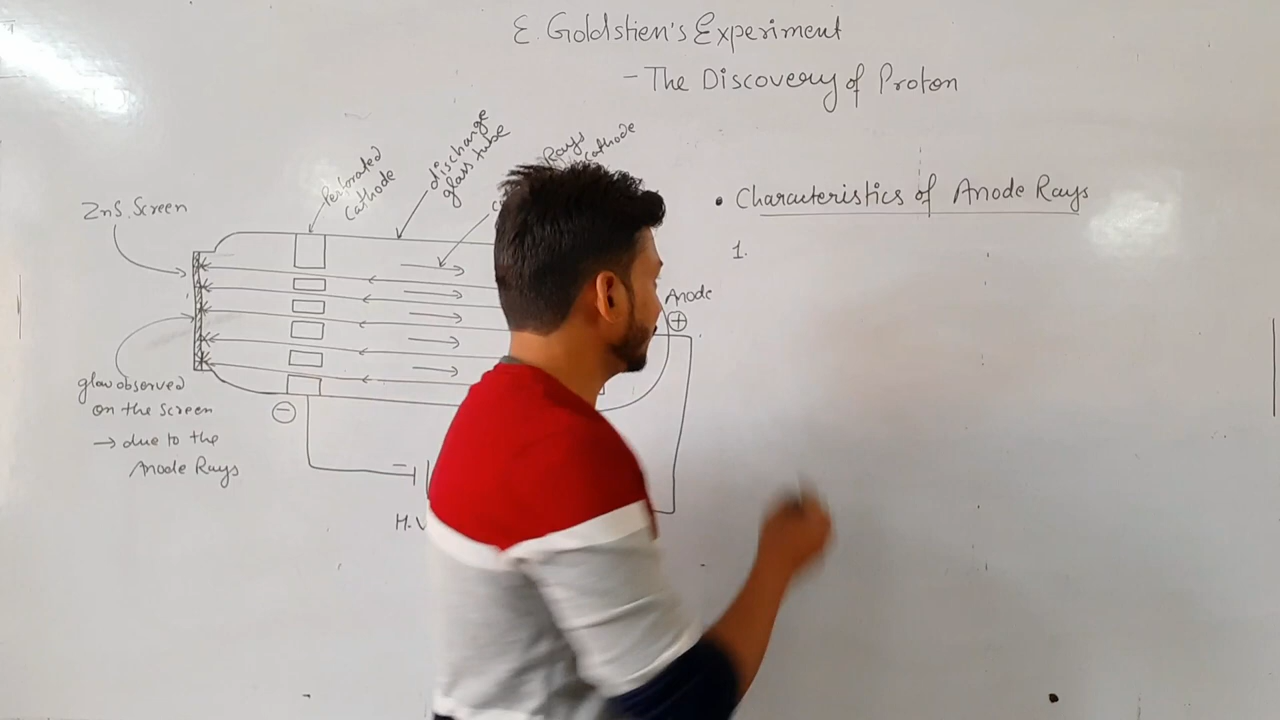 E. Goldstien's Experiment
- The Discovery of Proton
Perforated
cathode
discharge
glass tube
Rays
cathode
ZnS. Screen
• Charcuteristics of Anode Rays
1.
Anode
+
glow observed
on the screen
→ due to the
Anode Rays
−
−
H.V